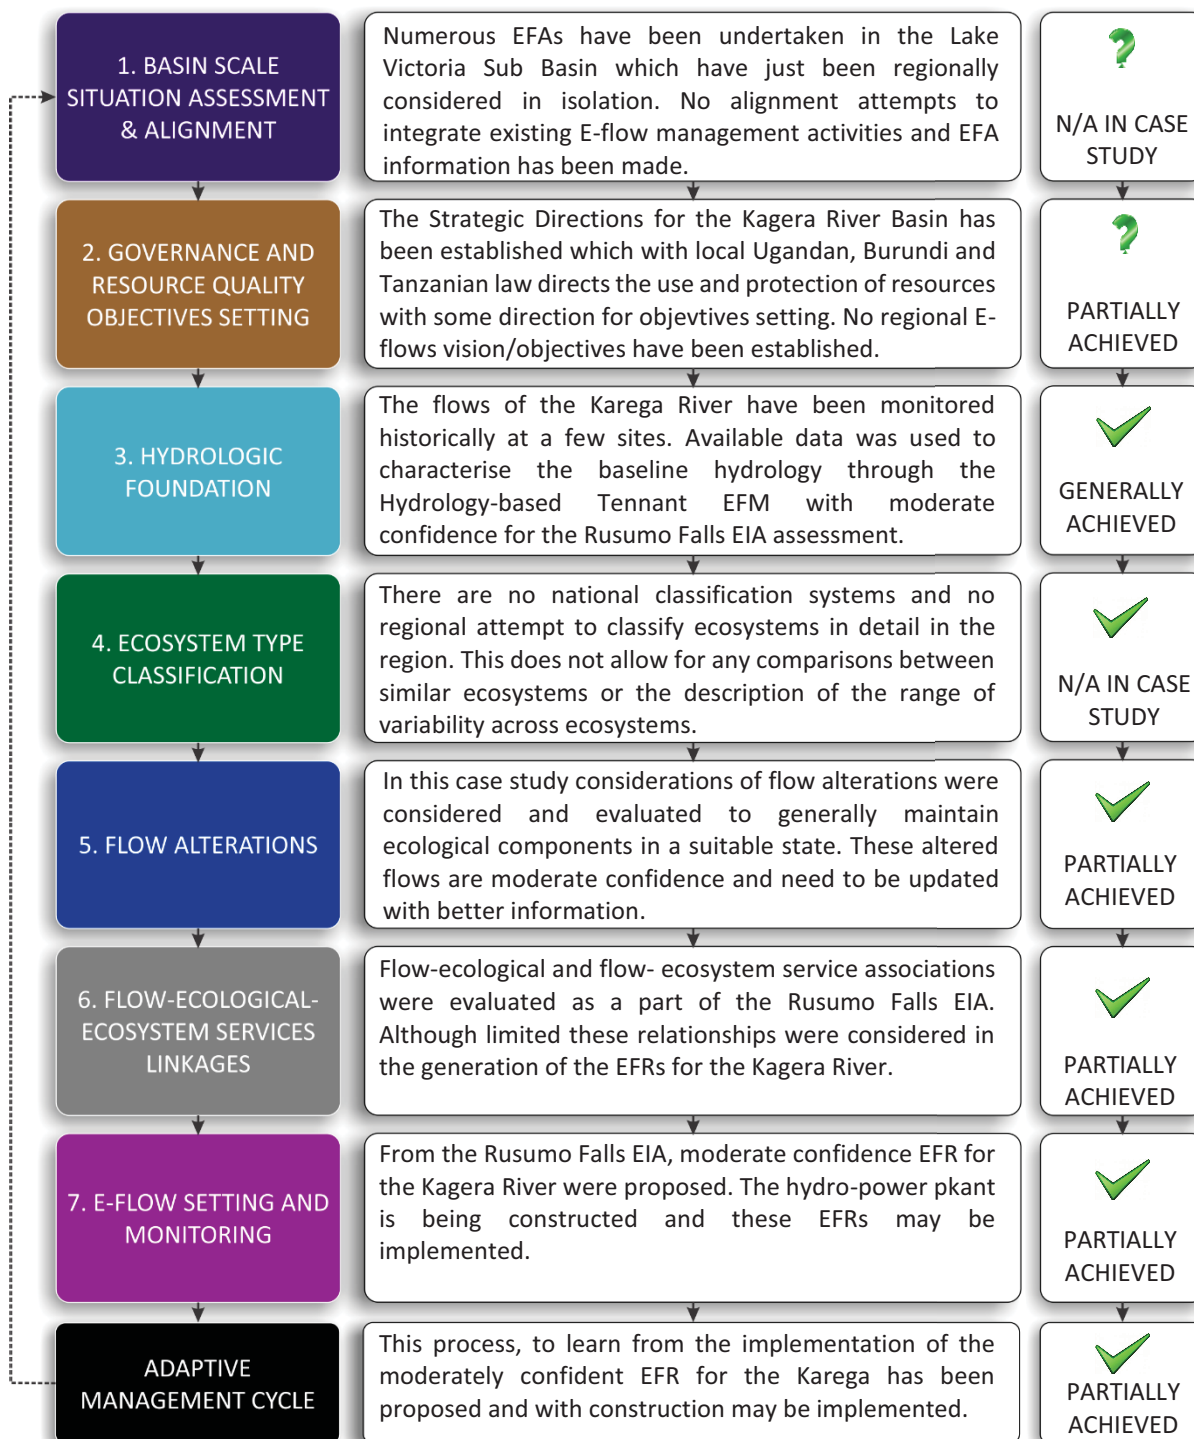 1. BASIN SCALE
SITUATION ASSESSMENT
& ALIGNMENT
Numerous EFAs have been undertaken in the Lake
Victoria Sub Basin which have just been regionally
considered in isolation. No alignment attempts to
integrate existing E-flow management activities and EFA
information has been made.
N/A IN CASE
STUDY
2. GOVERNANCE AND
RESOURCE QUALITY
OBJECTIVES SETTING
The Strategic Directions for the Kagera River Basin has
been established which with local Ugandan, Burundi and
Tanzanian law directs the use and protection of resources
with some direction for objevtives setting. No regional E-
flows vision/objectives have been established.
PARTIALLY
ACHIEVED
3. HYDROLOGIC
FOUNDATION
The flows of the Karega River have been monitored
historically at a few sites. Available data was used to
characterise the baseline hydrology through the
Hydrology-based Tennant EFM with moderate
confidence for the Rusumo Falls EIA assessment.
GENERALLY
ACHIEVED
4. ECOSYSTEM TYPE
CLASSIFICATION
There are no national classification systems and no
regional attempt to classify ecosystems in detail in the
region. This does not allow for any comparisons between
similar ecosystems or the description of the range of
variability across ecosystems.
N/A IN CASE
STUDY
5. FLOW ALTERATIONS
In this case study considerations of flow alterations were
considered and evaluated to generally maintain
ecological components in a suitable state. These altered
flows are moderate confidence and need to be updated
with better information.
PARTIALLY
ACHIEVED
6. FLOW-ECOLOGICAL-
ECOSYSTEM SERVICES
LINKAGES
Flow-ecological and flow- ecosystem service associations
were evaluated as a part of the Rusumo Falls EIA.
Although limited these relationships were considered in
the generation of the EFRs for the Kagera River.
PARTIALLY
ACHIEVED
7. E-FLOW SETTING AND
MONITORING
From the Rusumo Falls EIA, moderate confidence EFR for
the Kagera River were proposed. The hydro-power pkant
is being constructed and these EFRs may be
implemented.
PARTIALLY
ACHIEVED
ADAPTIVE
MANAGEMENT CYCLE
This process, to learn from the implementation of the
moderately confident EFR for the Karega has been
proposed and with construction may be implemented.
PARTIALLY
ACHIEVED